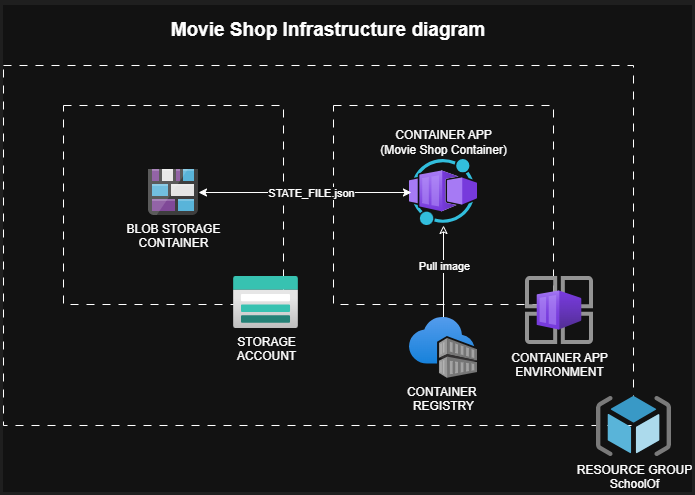 Movie Shop Infrastructure diagram
CONTAINER APP
(Movie Shop Container)
STATE_FILE.json
BLOB STORAGE
CONTAINER
Pull image
STORAGE
ACCOUNT
CONTAINER APP
ENVIRONMENT
CONTAINER
REGISTRY
RESOURCE GROUP
SchoolOf